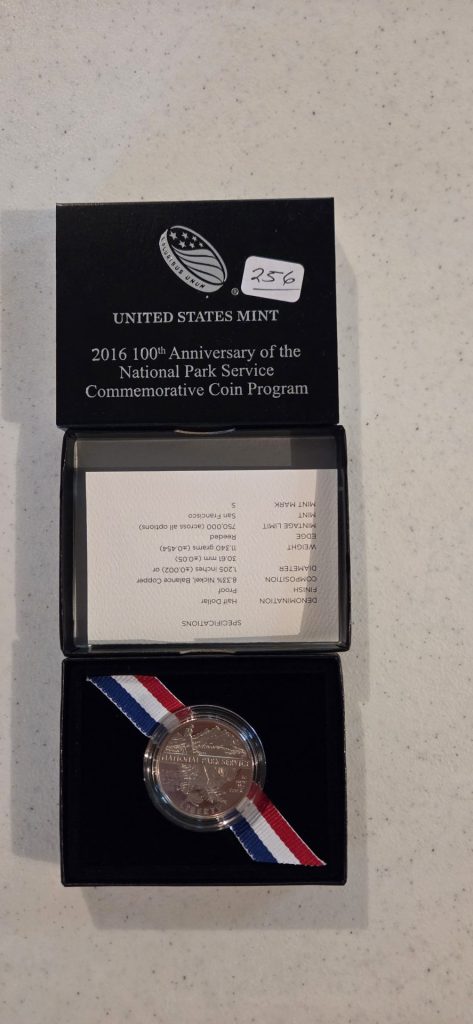 PLURIBUS UNUM
®
256
UNITED STATES MINT
2016 100th Anniversary of the
National Park Service
Commemorative Coin Program
SPECIFICATIONS
DENOMINATION Half Dollar
FINISH Proof
COMPOSITION 8.33% Nickel, Balance Copper
DIAMETER 1.205 inches (±0.002) or
30.61 mm (±0.05)
WEIGHT 11.340 grams (±0.454)
EDGE Reeded
MINTAGE LIMIT 750,000 (across all options)
MINT San Francisco
MINT MARK S
NATIONAL PARK SERVICE
LIBERTY